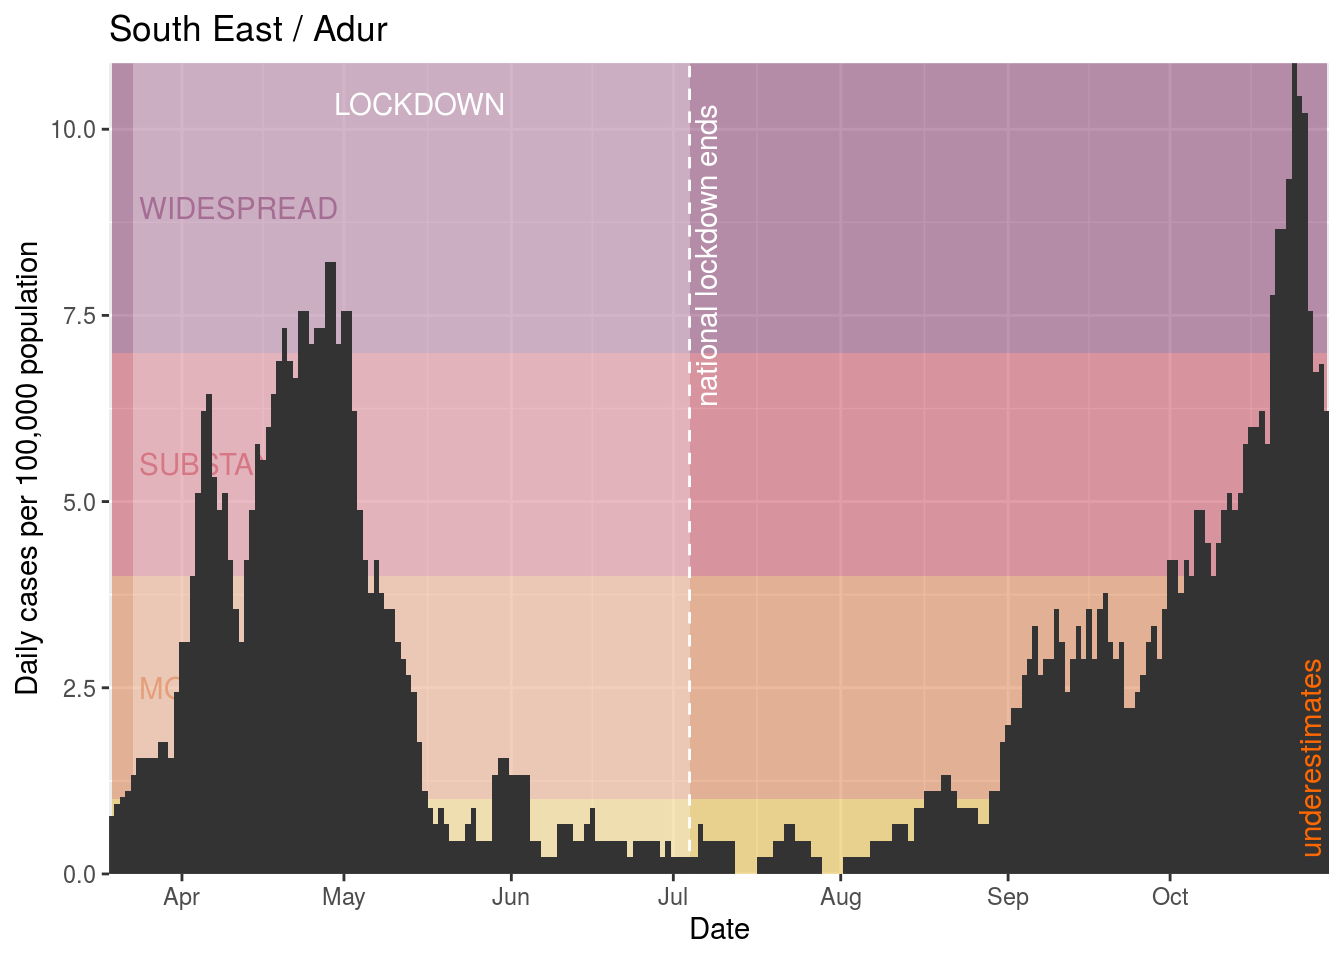 South East / Adur
LOCKDOWN
WIDESPREAD
national lockdown ends
underestimates
Daily cases per 100,000 population
10.0
7.5
5.0
2.5
0.0
Apr
May
Jun
Jul
Aug
Sep
Oct
Date